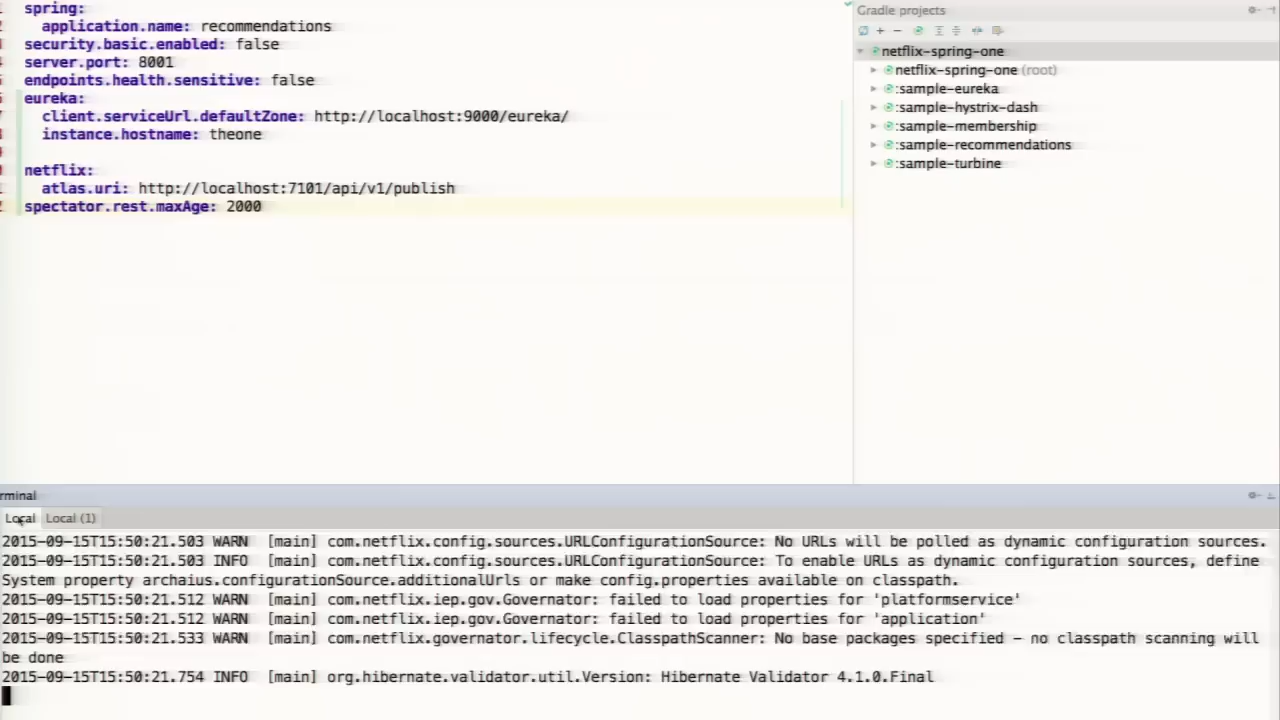 spring:
application.name: recommendations
security.basic.enabled: false
server.port: 8001
endpoints.health.sensitive: false
eureka:
client.serviceUrl.defaultZone: http://localhost:9000/eureka/
instance.hostname: theone
netflix:
atlas.uri: http://localhost:7101/api/v1/publish
spectator.rest.maxAge: 2000
Gradle projects
netflix-spring-one
netflix-spring-one (root)
:sample-eureka
:sample-hystrix-dash
:sample-membership
:sample-recommendations
:sample-turbine
rminal
Local Local (1)
2015-09-15T15:50:21.503 WARN [main] com.netflix.config.sources.URLConfigurationSource: No URLs will be polled as dynamic configuration sources.
2015-09-15T15:50:21.503 INFO [main] com.netflix.config.sources.URLConfigurationSource: To enable URLs as dynamic configuration sources, define
System property archaius.configurationSource.additionalUrls or make config.properties available on classpath.
2015-09-15T15:50:21.512 WARN [main] com.netflix.iep.gov.Governator: failed to load properties for 'platformservice'
2015-09-15T15:50:21.512 WARN [main] com.netflix.iep.gov.Governator: failed to load properties for 'application'
2015-09-15T15:50:21.533 WARN [main] com.netflix.governator.lifecycle.ClasspathScanner: No base packages specified - no classpath scanning will
be done
2015-09-15T15:50:21.754 INFO [main] org.hibernate.validator.util.Version: Hibernate Validator 4.1.0.Final